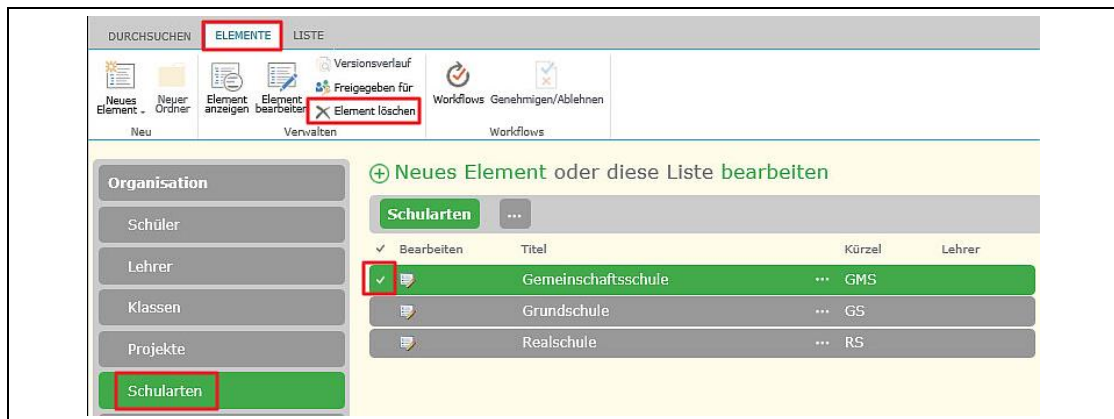 DURCHSUCHEN ELEMENTE LISTE
Neues Element
Neuer Ordner
Element anzeigen
Element bearbeiten
Versionsverlauf
Freigegeben für
Element löschen
Workflows
Genehmigen/Ablehnen
Neu Verwalten Workflows
Organisation
Schüler
Lehrer
Klassen
Projekte
Schularten
Neues Element oder diese Liste bearbeiten
Schularten ...
Bearbeiten Titel Kürzel Lehrer
Gemeinschaftsschule ... GMS
Grundschule ... GS
Realschule ... RS